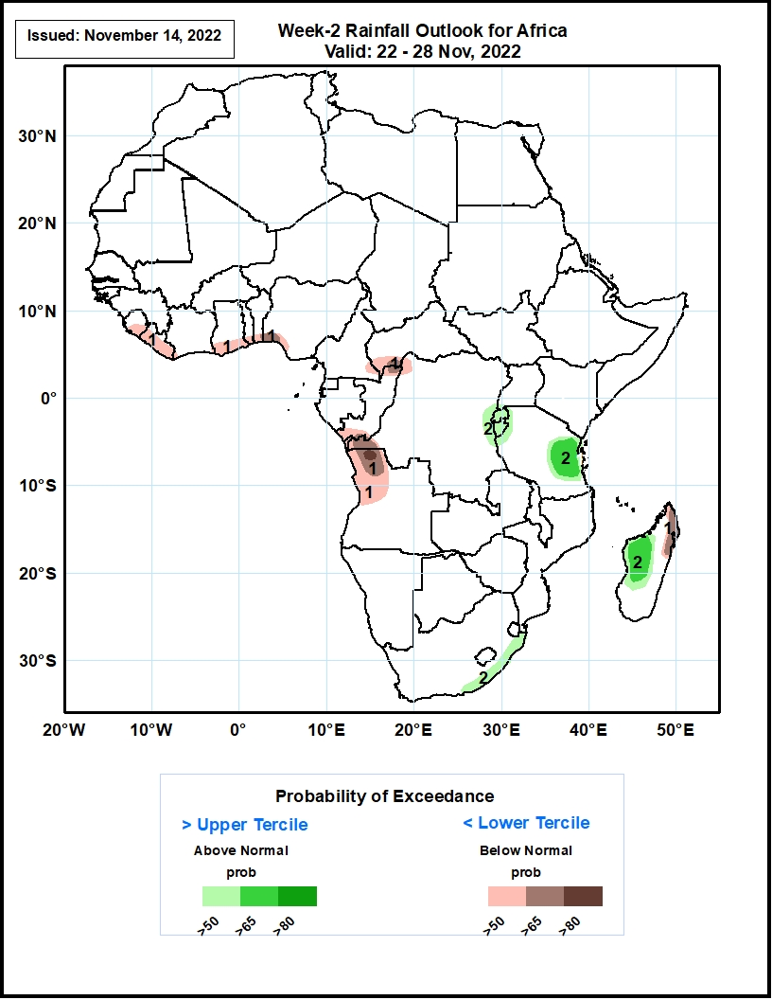 Issued: November 14, 2022
Week-2 Rainfall Outlook for Africa
Valid: 22 - 28 Nov, 2022
30°N
20°N
10°N
1
1
1
1
0°
2
2
1
10°S
1
1
2
20°S
30°S
2
20°W 10°W 0° 10°E 20°E 30°E 40°E 50°E
Probability of Exceedance
> Upper Tercile < Lower Tercile
Above Normal Below Normal
prob prob
>50 >65 >80 >50 >65 >80